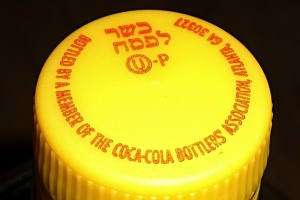 כשר
לפסח
Ⓤ-P
BOTTLED BY A MEMBER OF THE COCA-COLA BOTTLERS' ASSOCIATION, ATLANTA, GA 30327